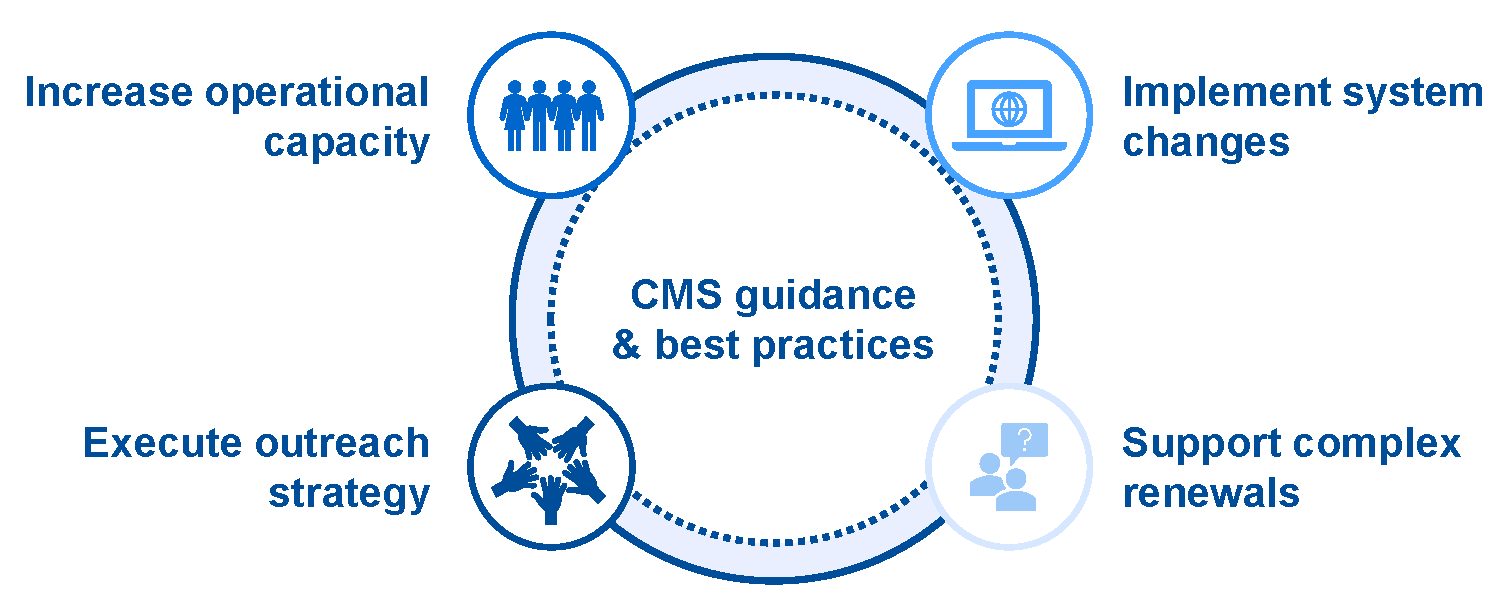 Increase operational
capacity
Implement system
changes
CMS guidance
& best practices
Execute outreach
strategy
?
Support complex
renewals